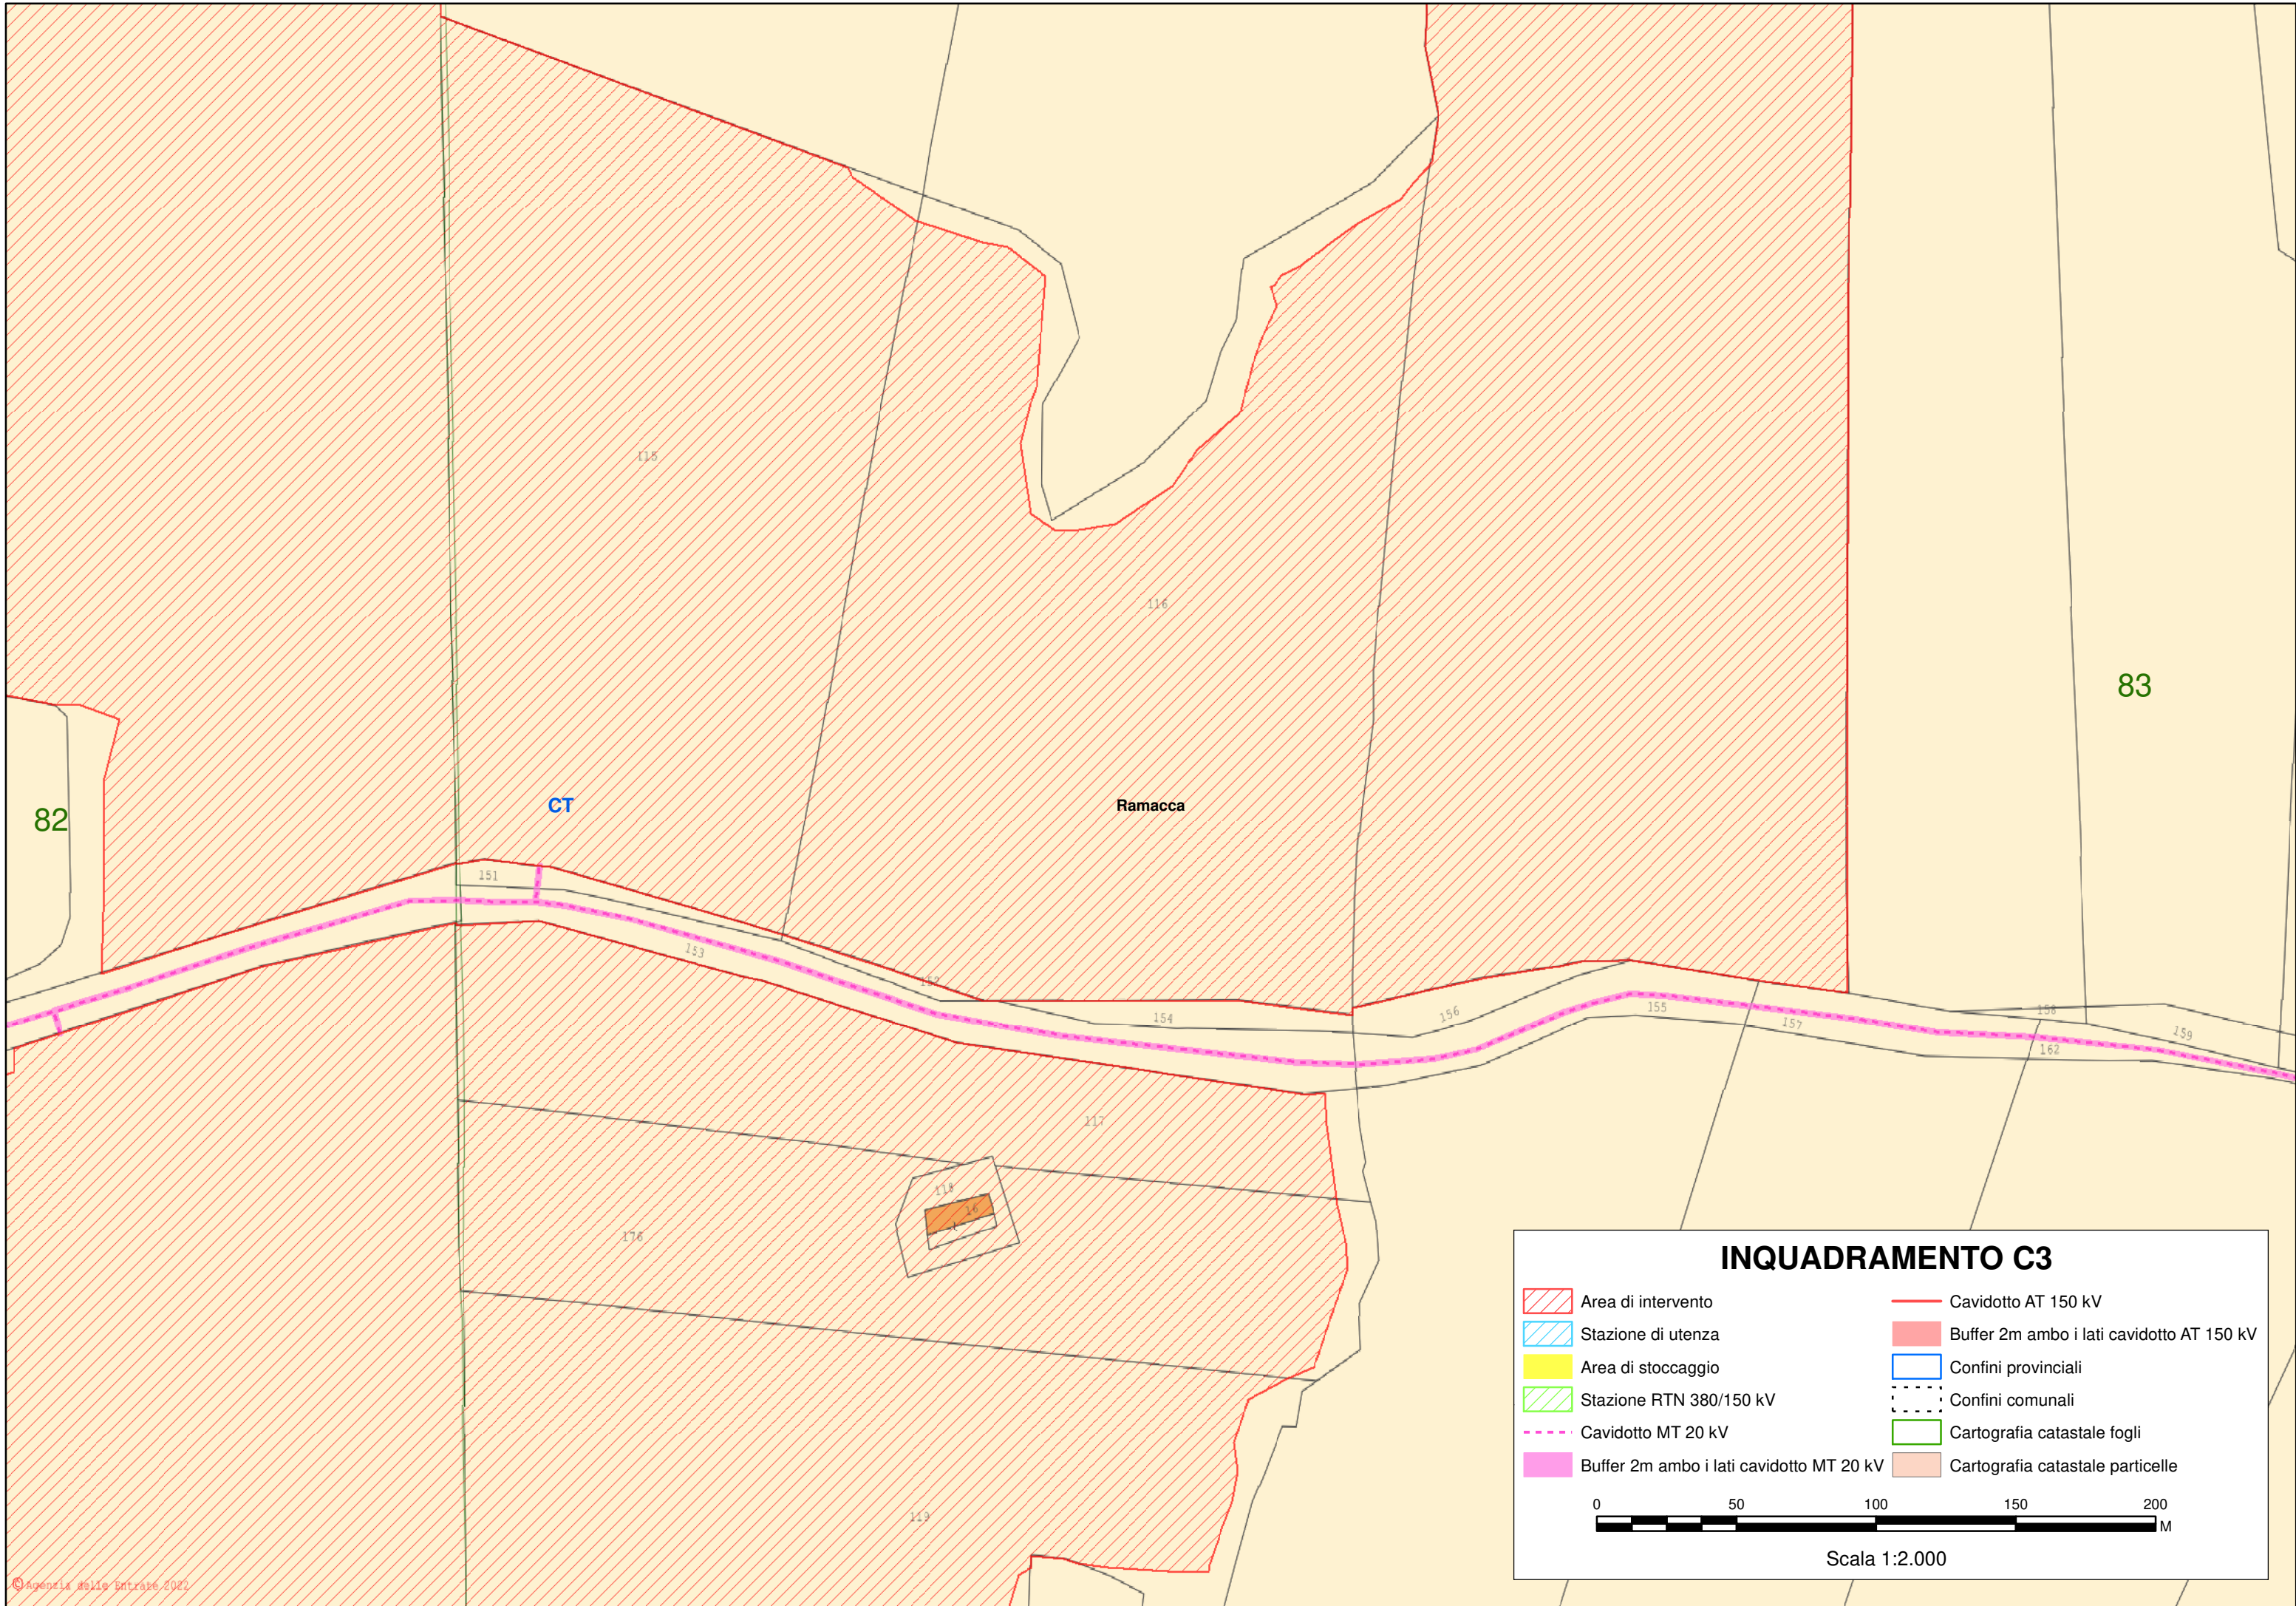 115
116
83
82
CT
Ramacca
151
153
152
154
156
155
157
158
159
162
117
118
16
176
119
INQUADRAMENTO C3
Area di intervento
Stazione di utenza
Area di stoccaggio
Stazione RTN 380/150 kV
Cavidotto MT 20 kV
Buffer 2m ambo i lati cavidotto MT 20 kV
Cavidotto AT 150 kV
Buffer 2m ambo i lati cavidotto AT 150 kV
Confini provinciali
Confini comunali
Cartografia catastale fogli
Cartografia catastale particelle
0 50 100 150 200
M
Scala 1:2.000
© Agenzia delle Entrate 2022